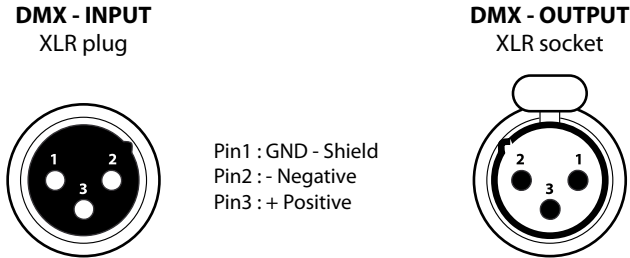 DMX - INPUT
XLR plug
1 2
3
Pin1 : GND - Shield
Pin2 : - Negative
Pin3 : + Positive
DMX - OUTPUT
XLR socket
2 1
3